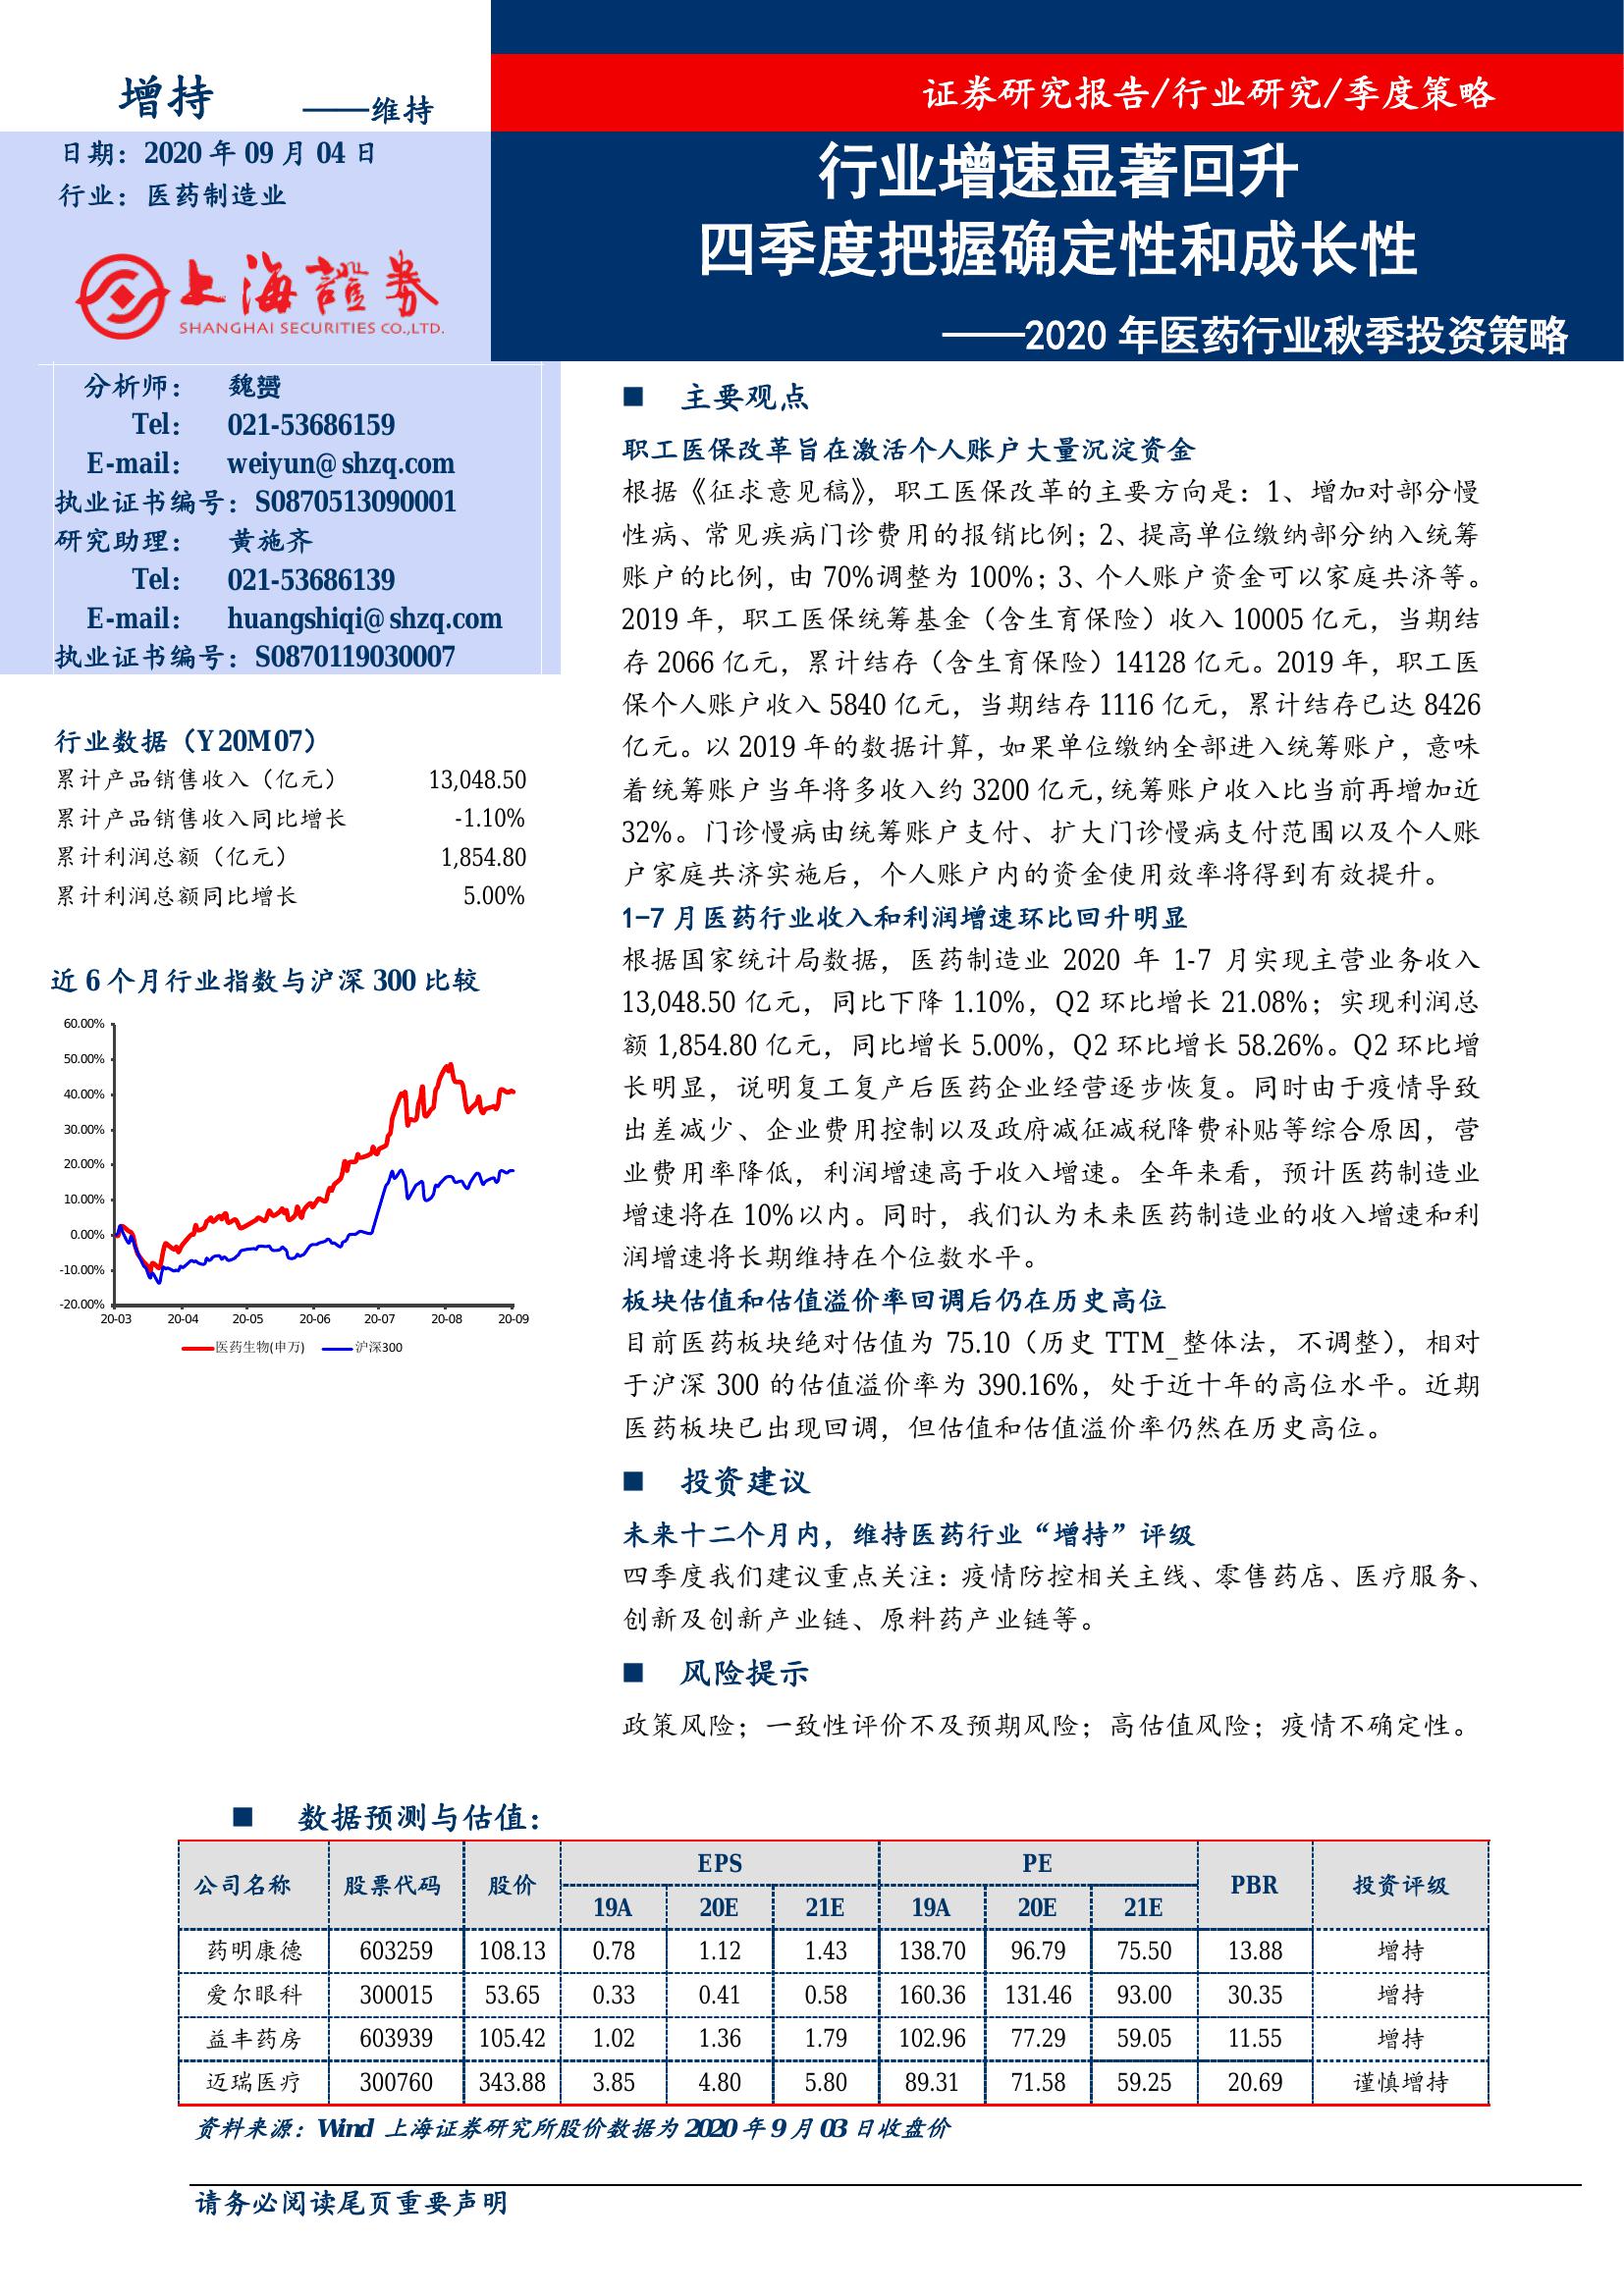 增持 ——维持
日期：2020 年 09 月 04 日
行业：医药制造业
上海證券
SHANGHAI SECURITIES CO.,LTD.
证券研究报告/行业研究/季度策略
行业增速显著回升
四季度把握确定性和成长性
——2020 年医药行业秋季投资策略
分析师： 魏赟
Tel： 021-53686159
E-mail： weiyun@shzq.com
执业证书编号：S0870513090001
研究助理： 黄施齐
Tel： 021-53686139
E-mail： huangshiqi@shzq.com
执业证书编号：S0870119030007
行业数据（Y20M07）
累计产品销售收入（亿元） 13,048.50
累计产品销售收入同比增长 -1.10%
累计利润总额（亿元） 1,854.80
累计利润总额同比增长 5.00%
近 6 个月行业指数与沪深 300 比较
60.00%
50.00%
40.00%
30.00%
20.00%
10.00%
0.00%
-10.00%
-20.00%
20-03 20-04 20-05 20-06 20-07 20-08 20-09
医药生物(申万) 沪深300
■ 主要观点
职工医保改革旨在激活个人账户大量沉淀资金
根据《征求意见稿》，职工医保改革的主要方向是：1、增加对部分慢
性病、常见疾病门诊费用的报销比例；2、提高单位缴纳部分纳入统筹
账户的比例，由 70%调整为 100%；3、个人账户资金可以家庭共济等。
2019 年，职工医保统筹基金（含生育保险）收入 10005 亿元，当期结
存 2066 亿元，累计结存（含生育保险）14128 亿元。2019 年，职工医
保个人账户收入 5840 亿元，当期结存 1116 亿元，累计结存已达 8426
亿元。以 2019 年的数据计算，如果单位缴纳全部进入统筹账户，意味
着统筹账户当年将多收入约 3200 亿元，统筹账户收入比当前再增加近
32%。门诊慢病由统筹账户支付、扩大门诊慢病支付范围以及个人账
户家庭共济实施后，个人账户内的资金使用效率将得到有效提升。
1-7 月医药行业收入和利润增速环比回升明显
根据国家统计局数据，医药制造业 2020 年 1-7 月实现主营业务收入
13,048.50 亿元，同比下降 1.10%，Q2 环比增长 21.08%；实现利润总
额 1,854.80 亿元，同比增长 5.00%，Q2 环比增长 58.26%。Q2 环比增
长明显，说明复工复产后医药企业经营逐步恢复。同时由于疫情导致
出差减少、企业费用控制以及政府减征减税降费补贴等综合原因，营
业费用率降低，利润增速高于收入增速。全年来看，预计医药制造业
增速将在 10%以内。同时，我们认为未来医药制造业的收入增速和利
润增速将长期维持在个位数水平。
板块估值和估值溢价率回调后仍在历史高位
目前医药板块绝对估值为 75.10（历史 TTM_整体法，不调整），相对
于沪深 300 的估值溢价率为 390.16%，处于近十年的高位水平。近期
医药板块已出现回调，但估值和估值溢价率仍然在历史高位。
■ 投资建议
未来十二个月内，维持医药行业“增持”评级
四季度我们建议重点关注：疫情防控相关主线、零售药店、医疗服务、
创新及创新产业链、原料药产业链等。
■ 风险提示
政策风险；一致性评价不及预期风险；高估值风险；疫情不确定性。
■ 数据预测与估值：
公司名称 股票代码 股价 EPS PE PBR 投资评级
19A 20E 21E 19A 20E 21E
药明康德 603259 108.13 0.78 1.12 1.43 138.70 96.79 75.50 13.88 增持
爱尔眼科 300015 53.65 0.33 0.41 0.58 160.36 131.46 93.00 30.35 增持
益丰药房 603939 105.42 1.02 1.36 1.79 102.96 77.29 59.05 11.55 增持
迈瑞医疗 300760 343.88 3.85 4.80 5.80 89.31 71.58 59.25 20.69 谨慎增持
资料来源：Wind 上海证券研究所股价数据为 2020 年 9 月 03 日收盘价
请务必阅读尾页重要声明